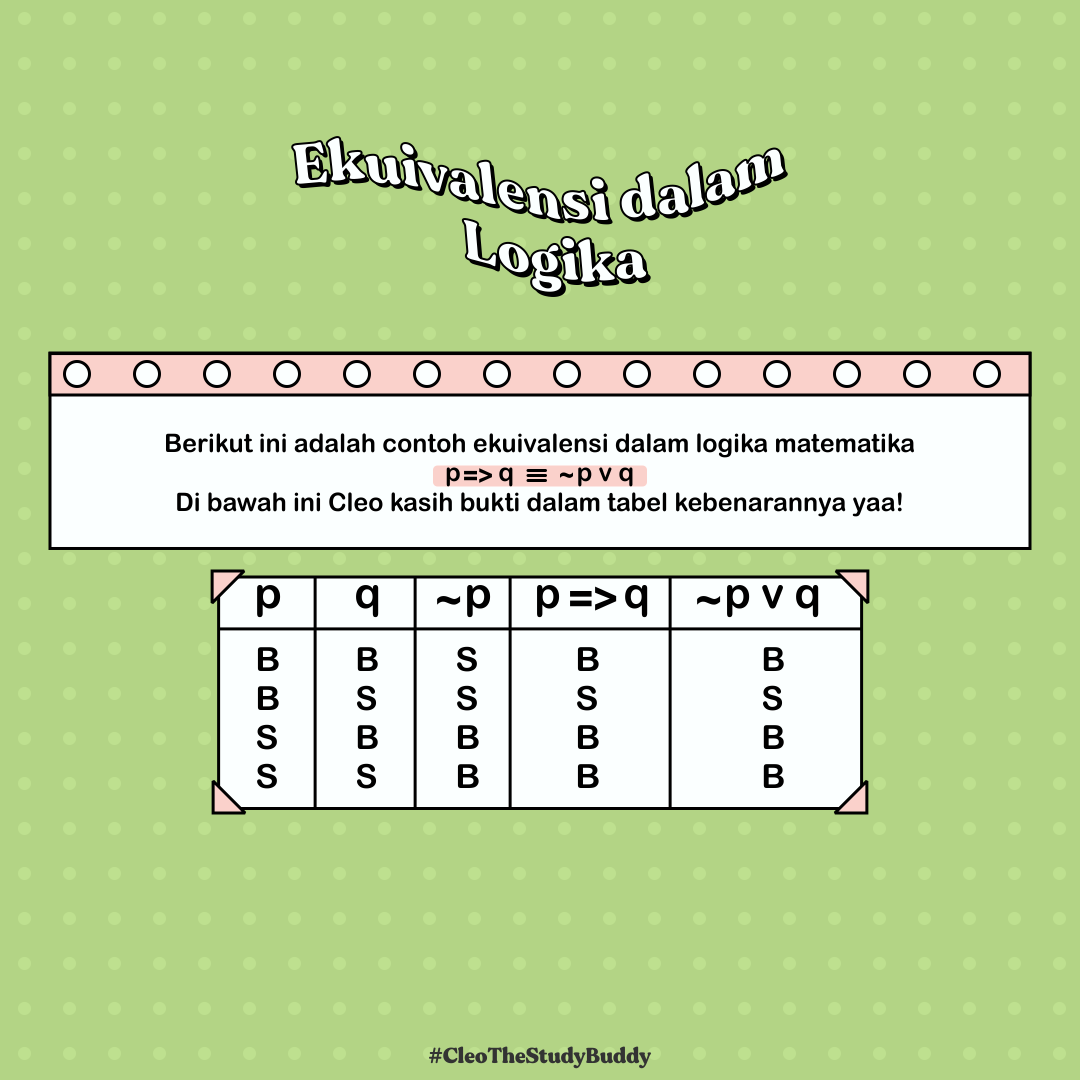 Ekuivalensi dalam
Logika
Berikut ini adalah contoh ekuivalensi dalam logika matematika
p=> q ≡ ~p v q
Di bawah ini Cleo kasih bukti dalam tabel kebenarannya yaa!
p q ~p p => q ~p v q
B B S B B
B S S S S
S B B B B
S S B B B
#CleoTheStudyBuddy